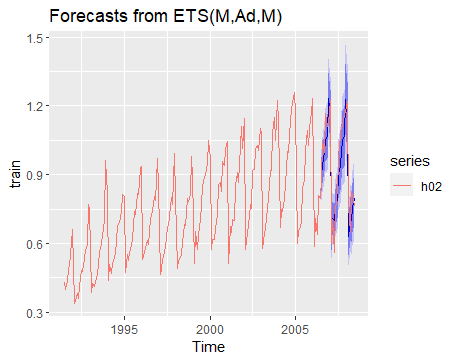 Forecasts from ETS(M,Ad,M)
1.5
1.2
0.9
0.6
0.3
train
1995
2000
2005
Time
series
h02